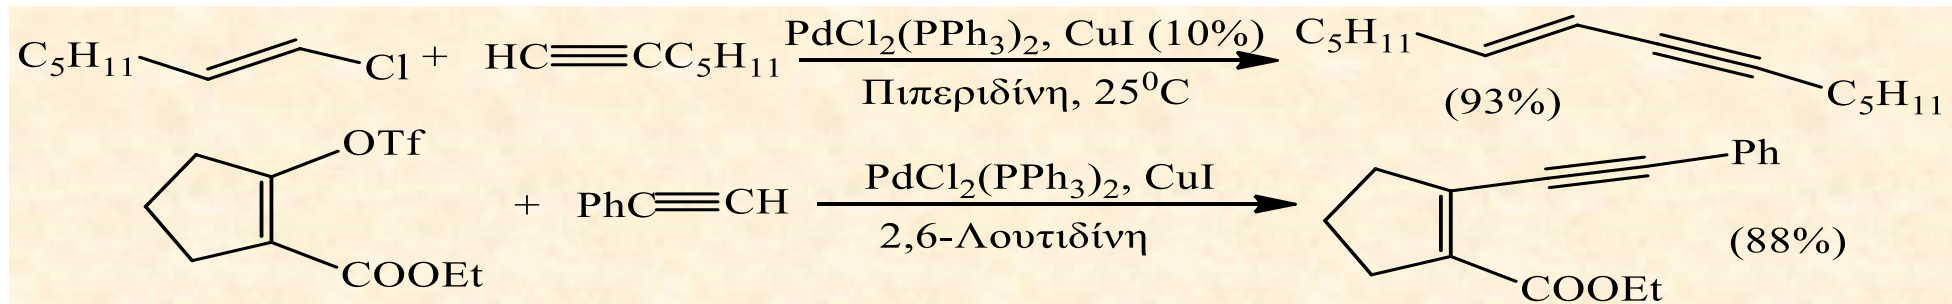 C₅H₁₁ Cl + HC≡CC₅H₁₁ PdCl₂(PPh₃)₂, CuI (10%) C₅H₁₁
Πιπεριδίνη, 25⁰C (93%) C₅H₁₁
OTf
+ PhC≡CH PdCl₂(PPh₃)₂, CuI Ph
2,6-Λουτιδίνη (88%)
COOEt COOEt